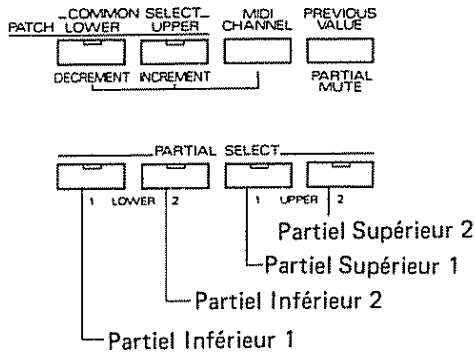 COMMON SELECT MIDI PREVIOUS
PATCH LOWER UPPER CHANNEL VALUE
DECREMENT INCREMENT PARTIAL
MUTE
PARTIAL SELECT
1 LOWER 2 1 UPPER 2
Partiel Supérieur 2
Partiel Supérieur 1
Partiel Inférieur 2
Partiel Inférieur 1